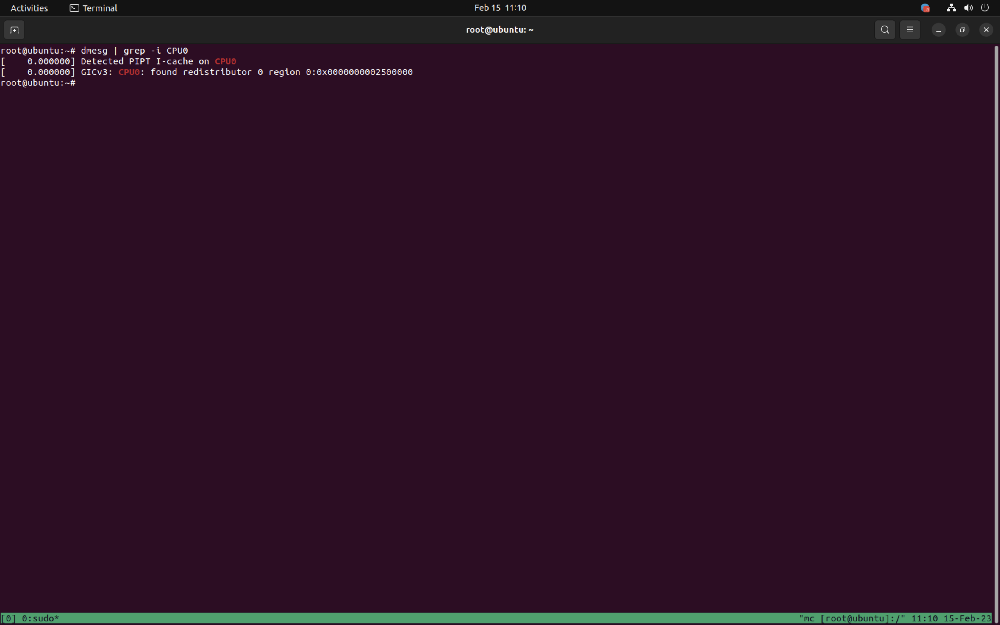 Activities Terminal Feb 15 11:10
root@ubuntu: ~
root@ubuntu:~# dmesg | grep -i CPU0
[    0.000000] Detected PIPT I-cache on CPU0
[    0.000000] GICv3: CPU0: found redistributor 0 region 0:0x0000000002500000
root@ubuntu:~#
[0] 0:sudo* "mc [root@ubuntu]:/" 11:10 15-Feb-23